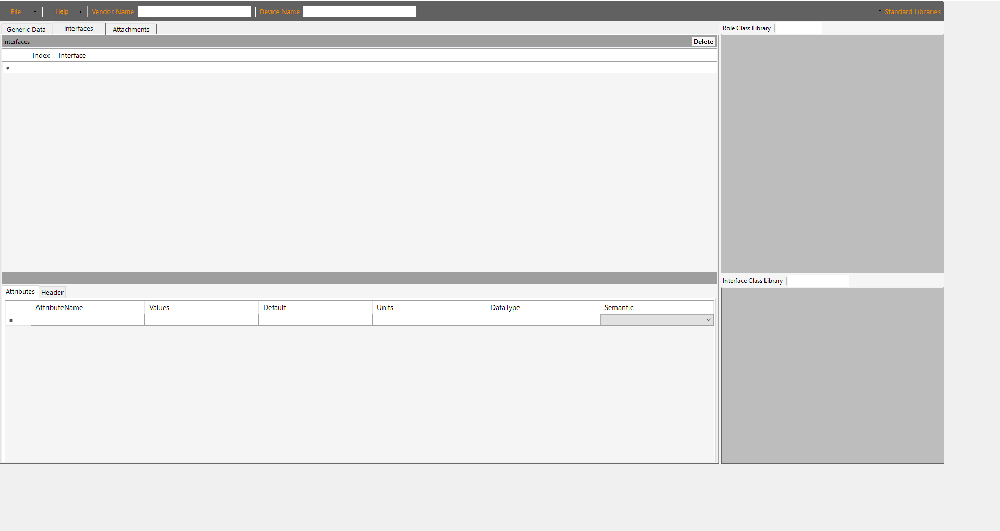 File Help Vendor Name Device Name Standard Libraries
Generic Data Interfaces Attachments
Role Class Library
Interfaces Delete
Index Interface
*
Interface Class Library
Attributes Header
AttributeName Values Default Units DataType Semantic
*